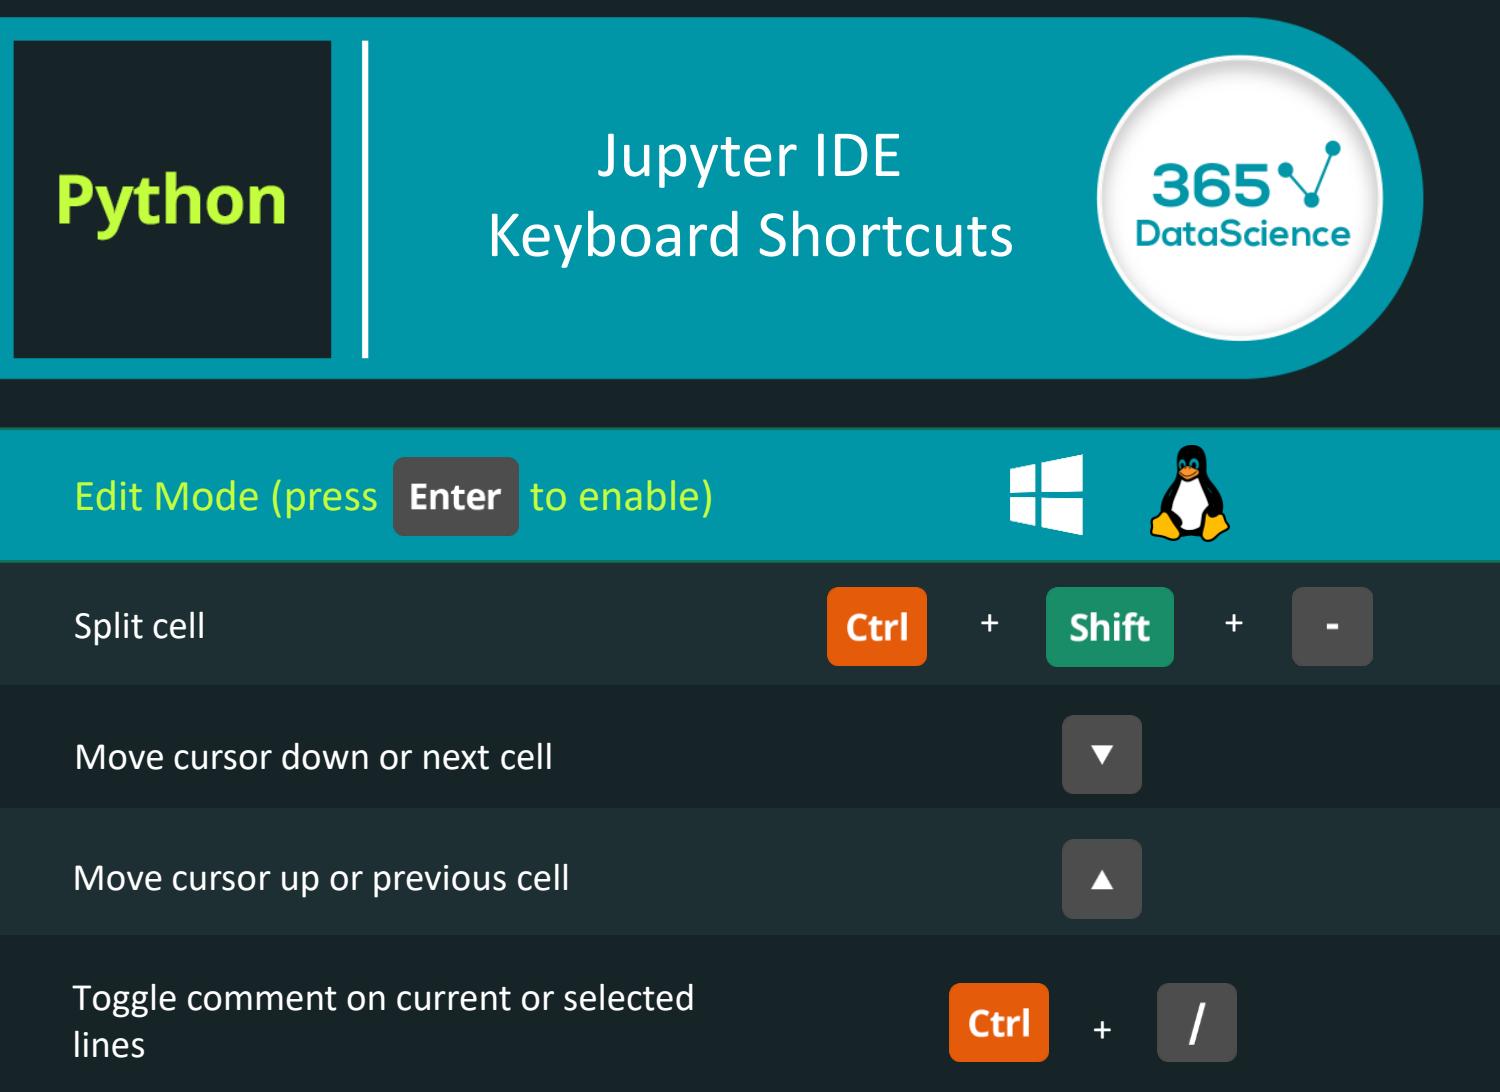 Python
Jupyter IDE
Keyboard Shortcuts
365
DataScience
Edit Mode (press Enter to enable)
Split cell Ctrl + Shift + -
Move cursor down or next cell ▼
Move cursor up or previous cell ▲
Toggle comment on current or selected
lines
Ctrl + /